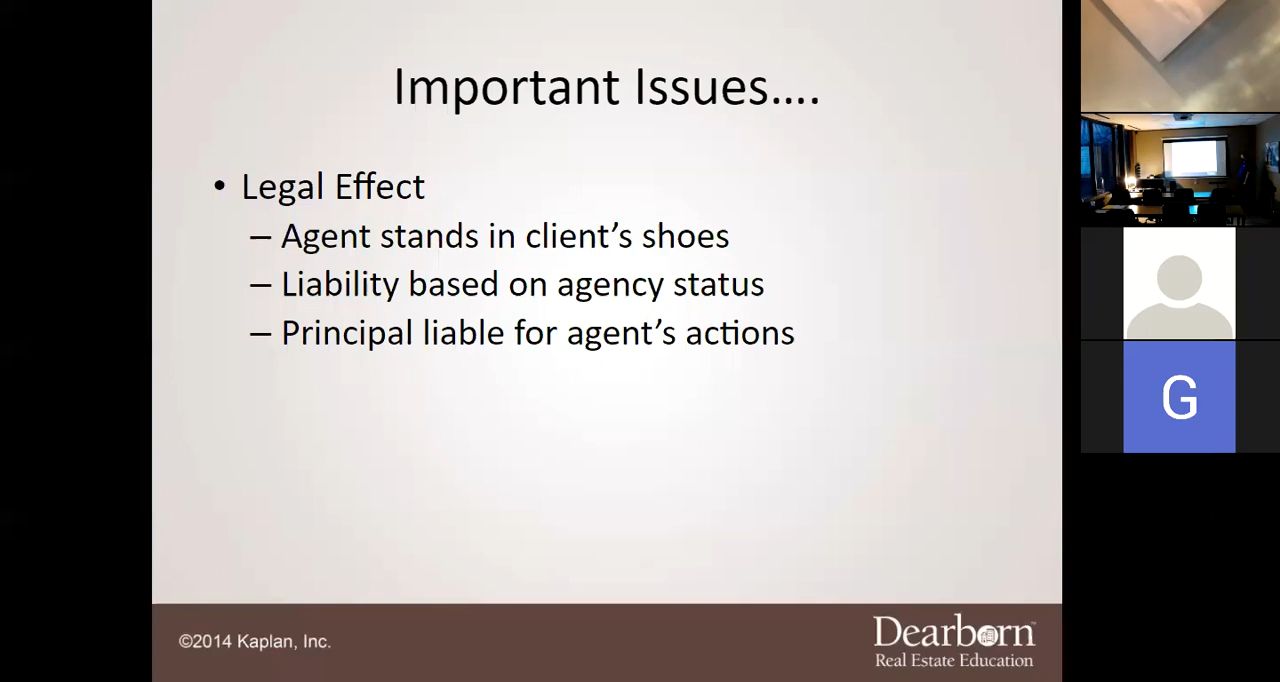 Important Issues....
• Legal Effect
– Agent stands in client’s shoes
– Liability based on agency status
– Principal liable for agent’s actions
©2014 Kaplan, Inc.
Dearborn™
Real Estate Education
G